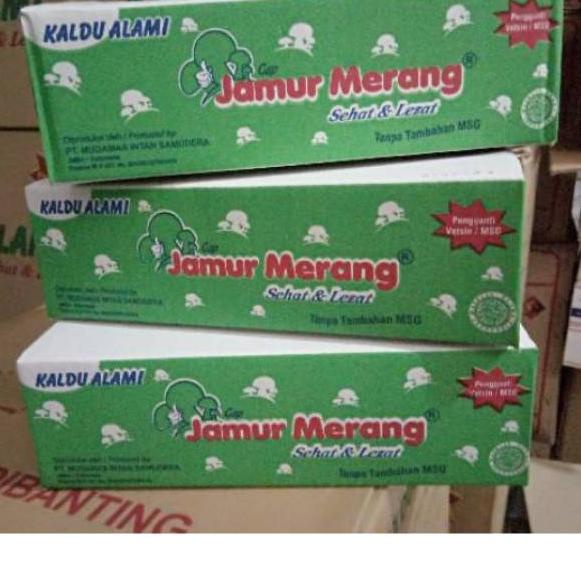 KALDU ALAMI
Cap
Jamur Merang®
Sehat & Lezat
Tanpa Tambahan MSG
Pengganti
Vetsin / MSG
Diproduksi oleh / Produced by:
PT. MUDAMAA INTAN SAMUDERA
KALDU ALAMI
Cap
Jamur Merang®
Sehat & Lezat
Tanpa Tambahan MSG
Pengganti
Vetsin / MSG
KALDU ALAMI
Cap
Jamur Merang®
Sehat & Lezat
Tanpa Tambahan MSG
Pengganti
Vetsin / MSG
DIBANTING